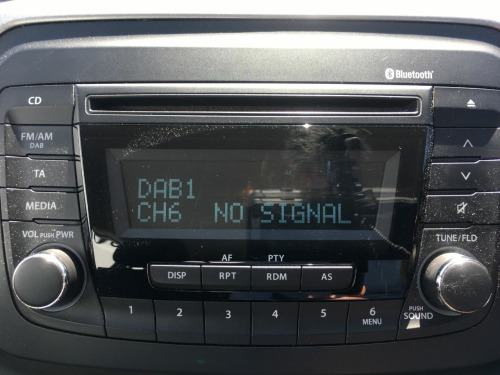 Bluetooth®
CD
FM/AM
DAB
TA
MEDIA
VOL PUSH PWR
DAB1
CH6 NO SIGNAL
AF PTY
DISP RPT RDM AS
TUNE/FLD
1 2 3 4 5 6
MENU
PUSH
SOUND